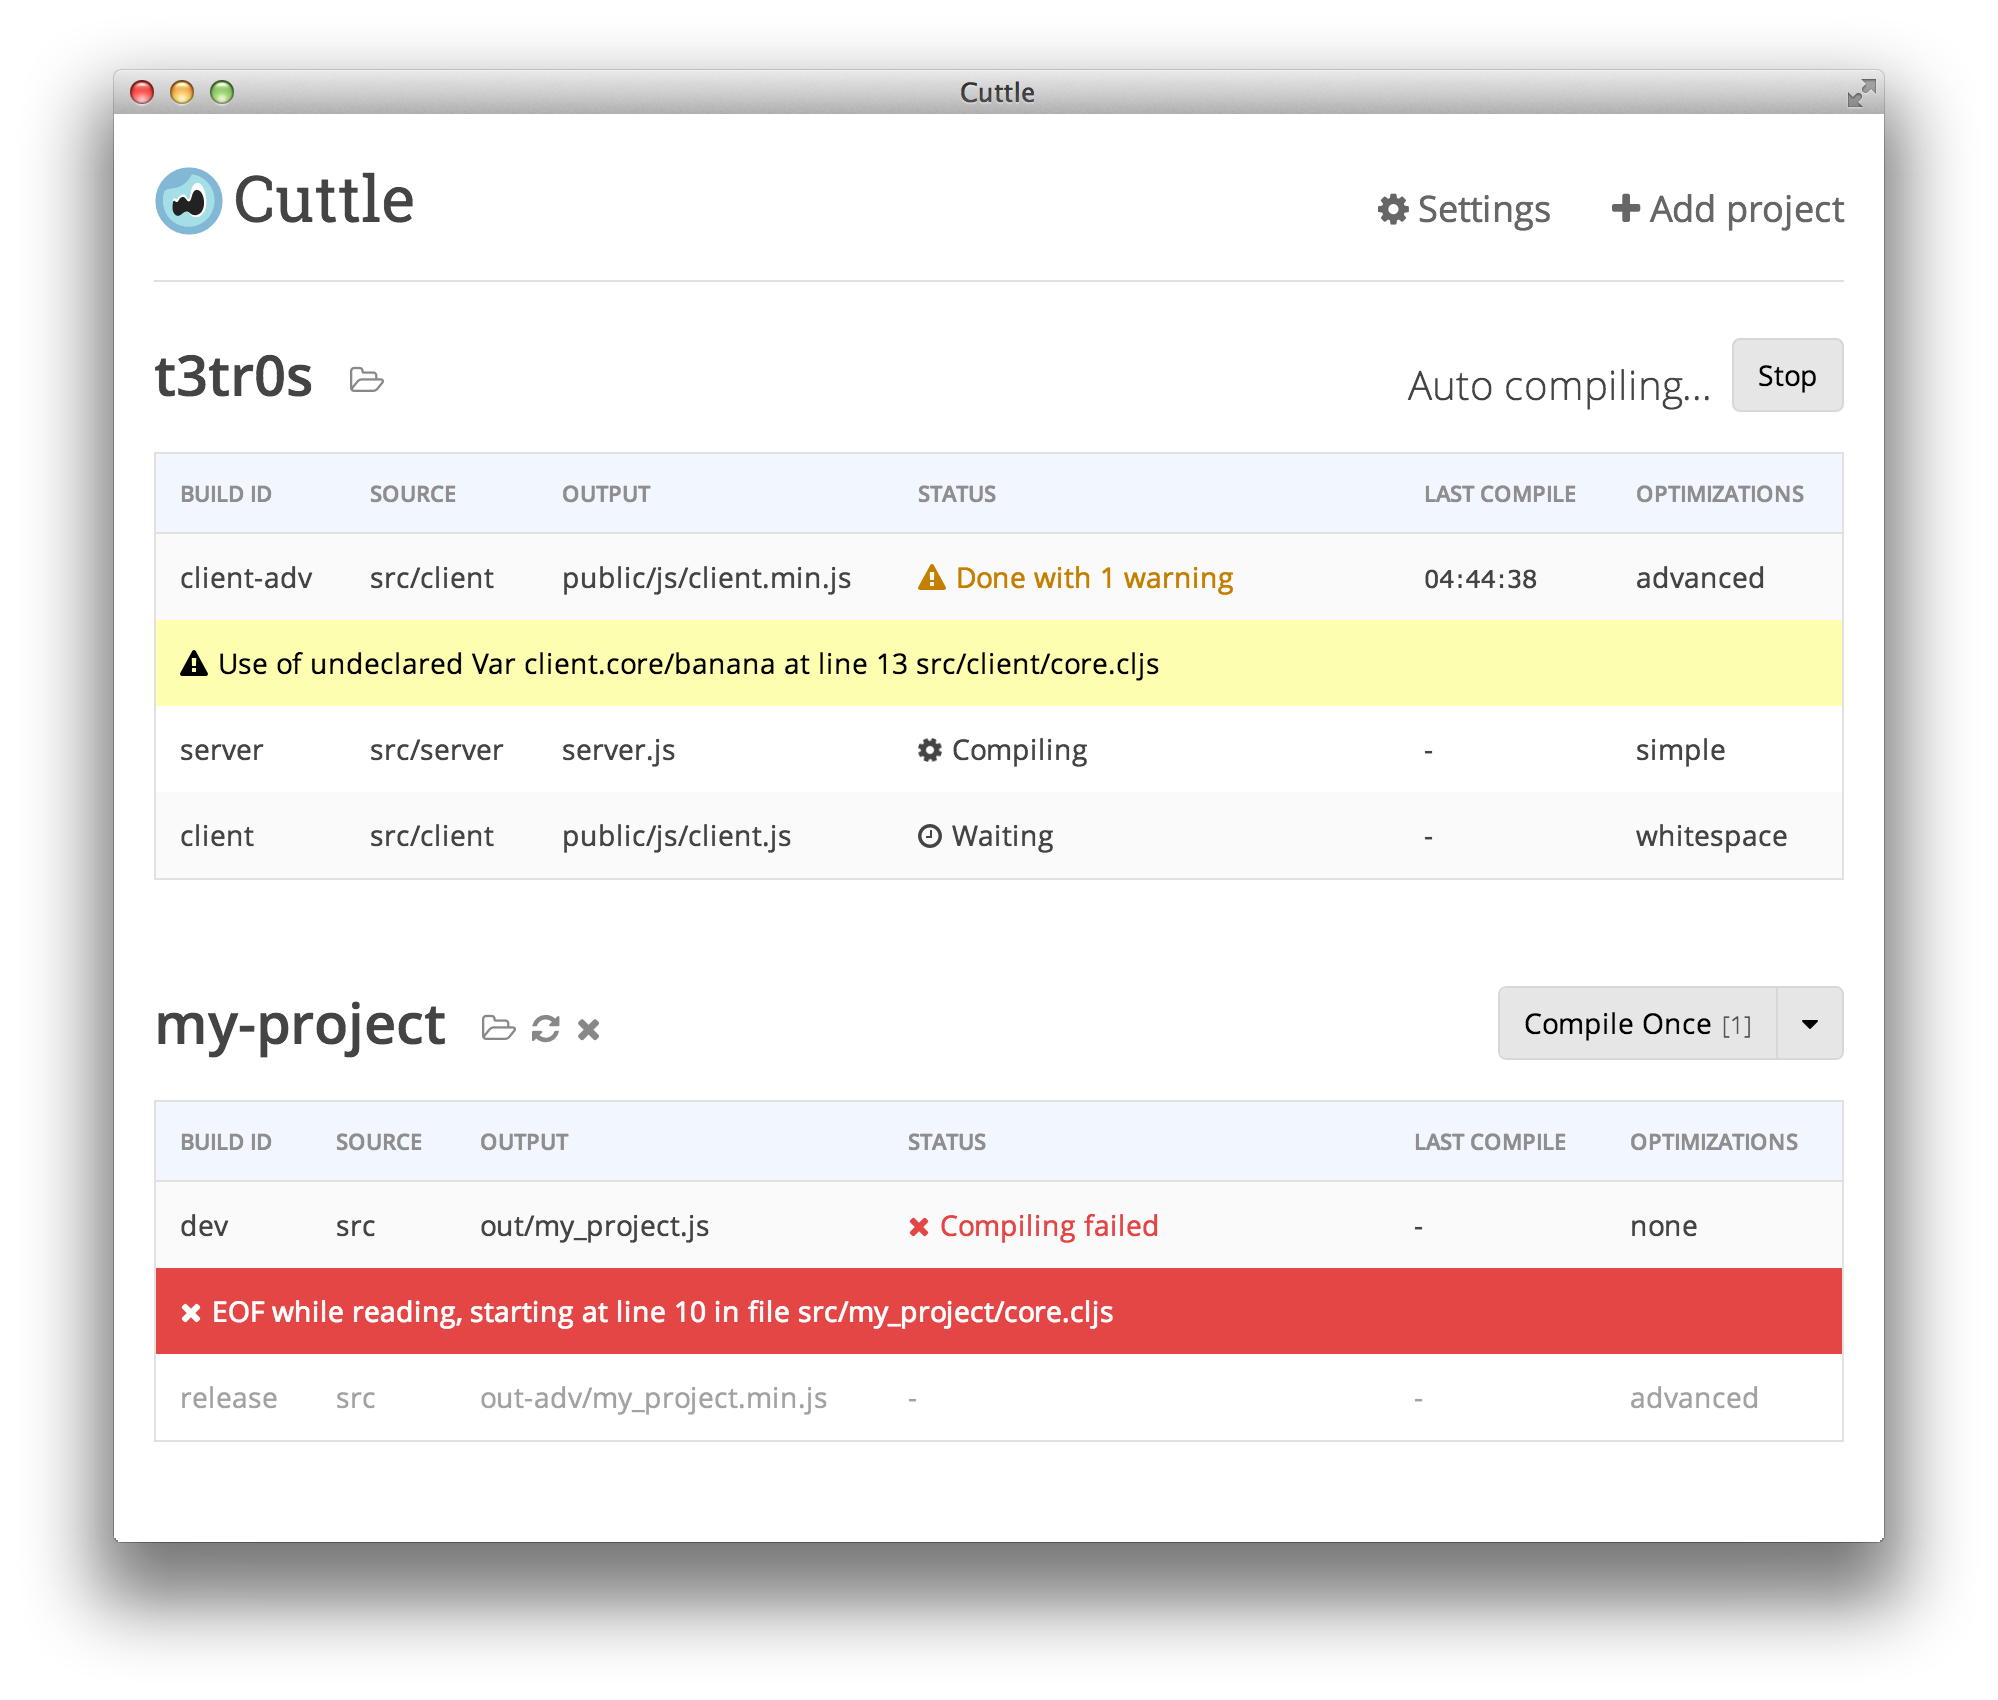 Cuttle
Cuttle
Settings Add project
t3tr0s Auto compiling... Stop
BUILD ID SOURCE OUTPUT STATUS LAST COMPILE OPTIMIZATIONS
client-adv src/client public/js/client.min.js Done with 1 warning 04:44:38 advanced
Use of undeclared Var client.core/banana at line 13 src/client/core.cljs
server src/server server.js Compiling - simple
client src/client public/js/client.js Waiting - whitespace
my-project Compile Once [1]
BUILD ID SOURCE OUTPUT STATUS LAST COMPILE OPTIMIZATIONS
dev src out/my_project.js Compiling failed - none
EOF while reading, starting at line 10 in file src/my_project/core.cljs
release src out-adv/my_project.min.js - - advanced